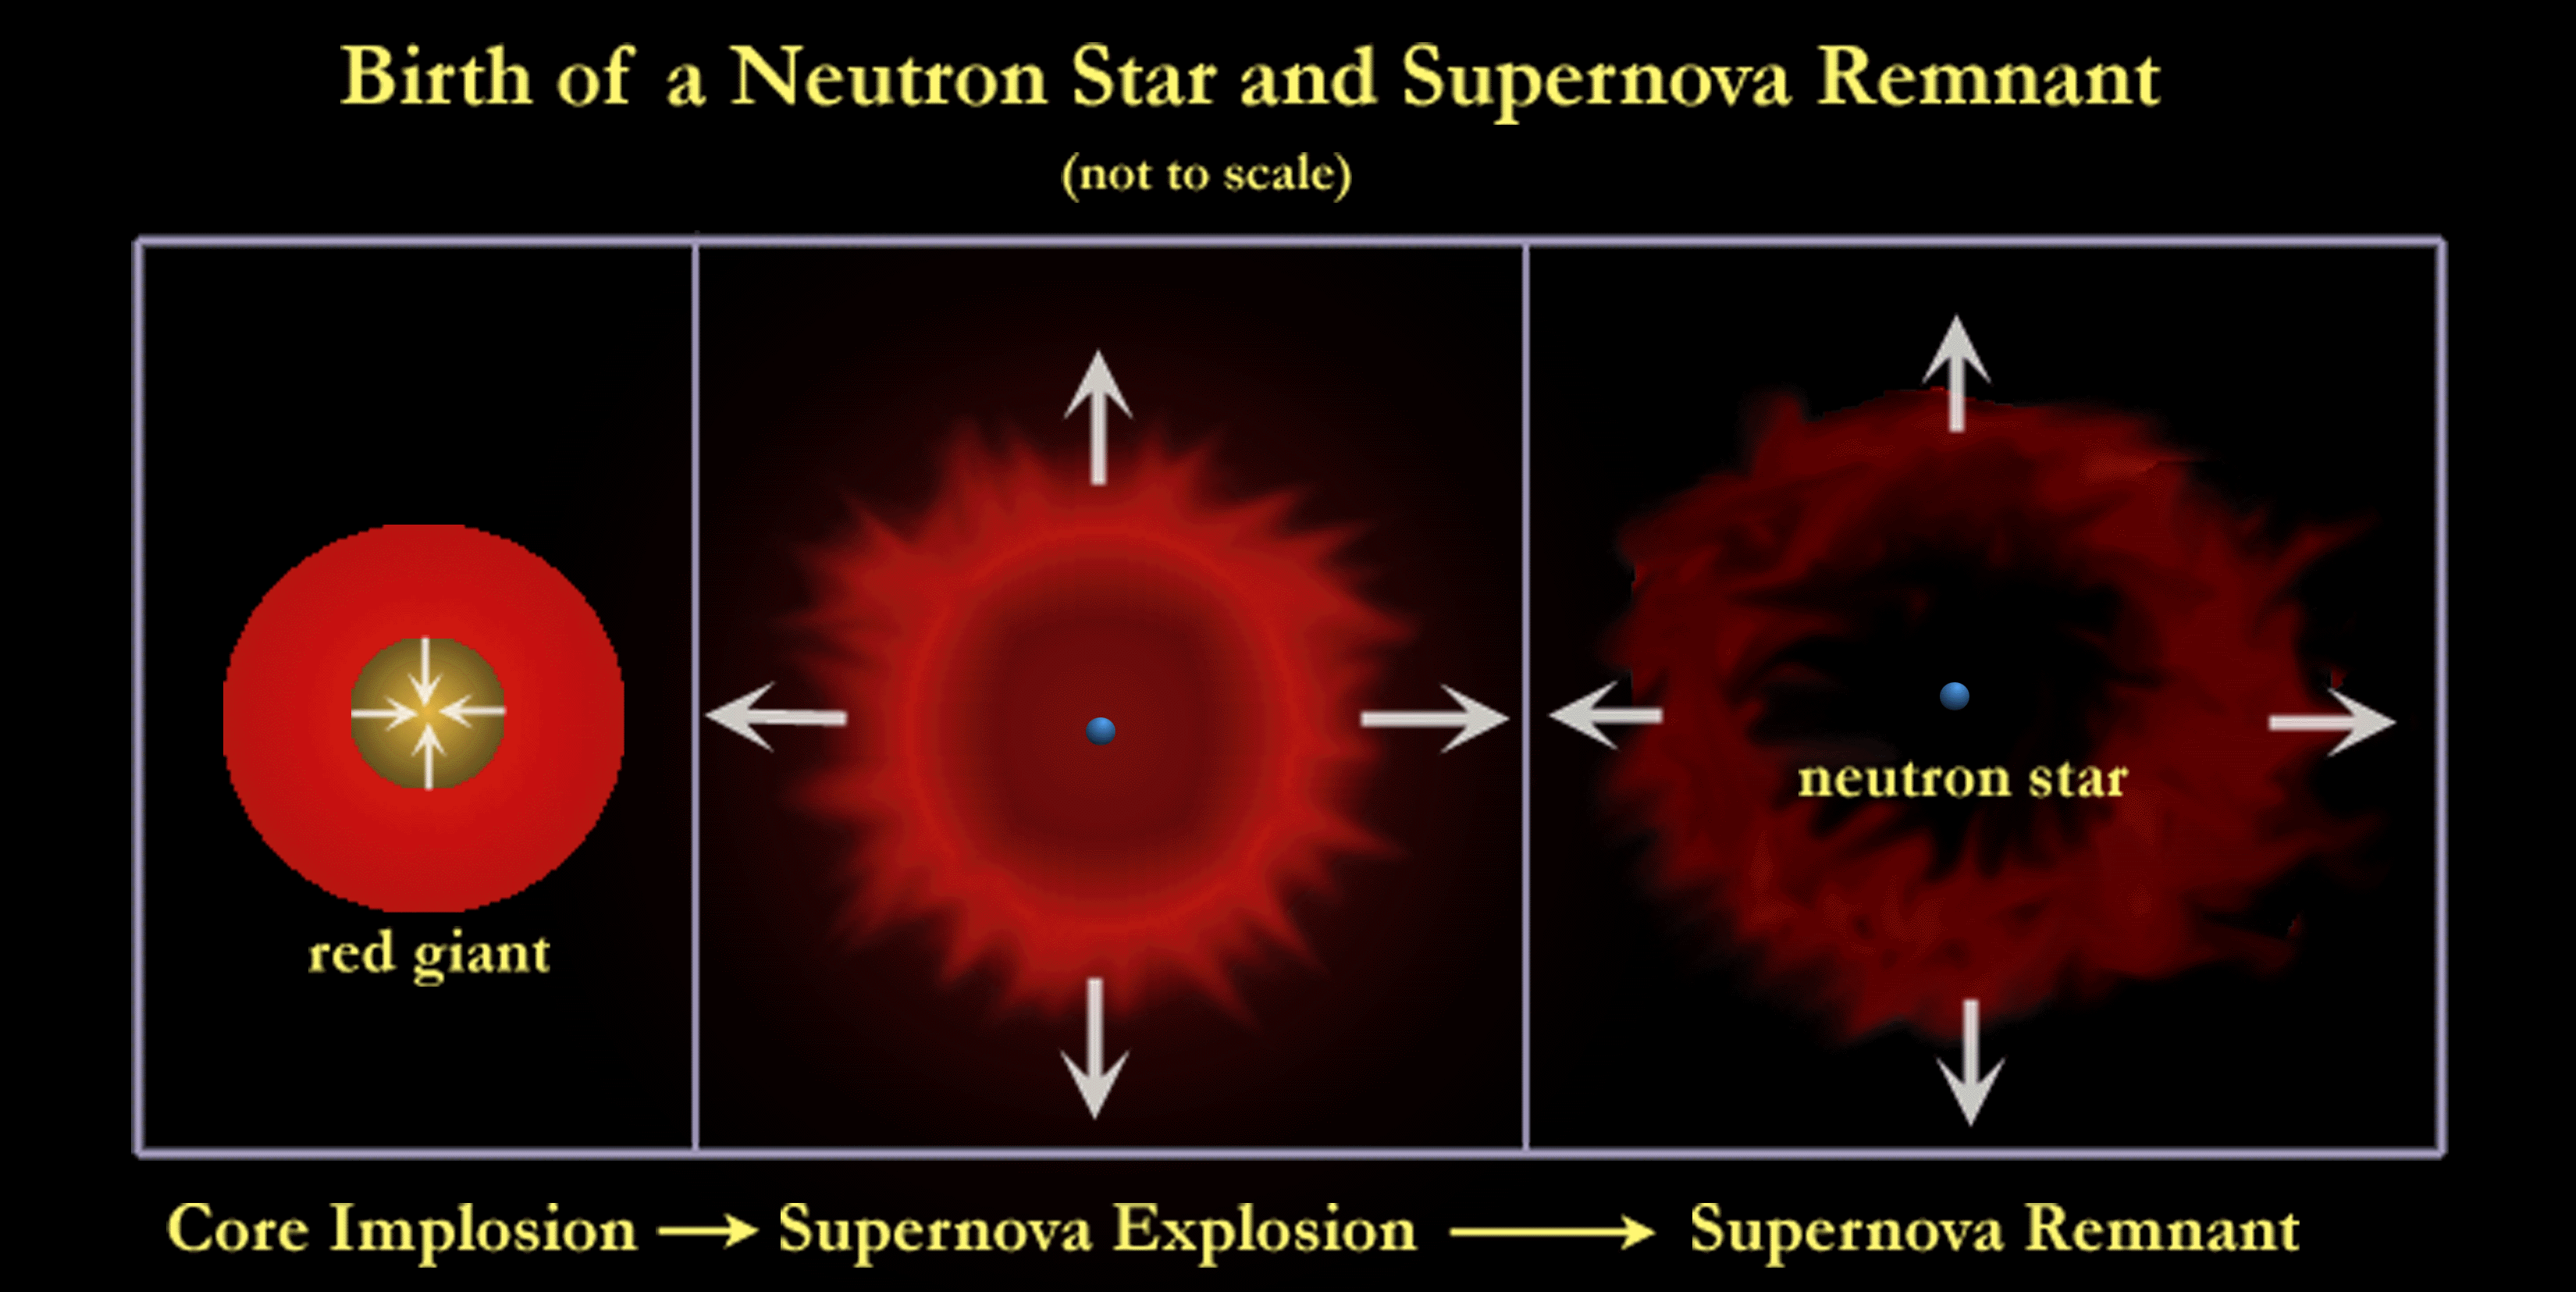 Birth of a Neutron Star and Supernova Remnant
(not to scale)
red giant
neutron star
Core Implosion → Supernova Explosion → Supernova Remnant